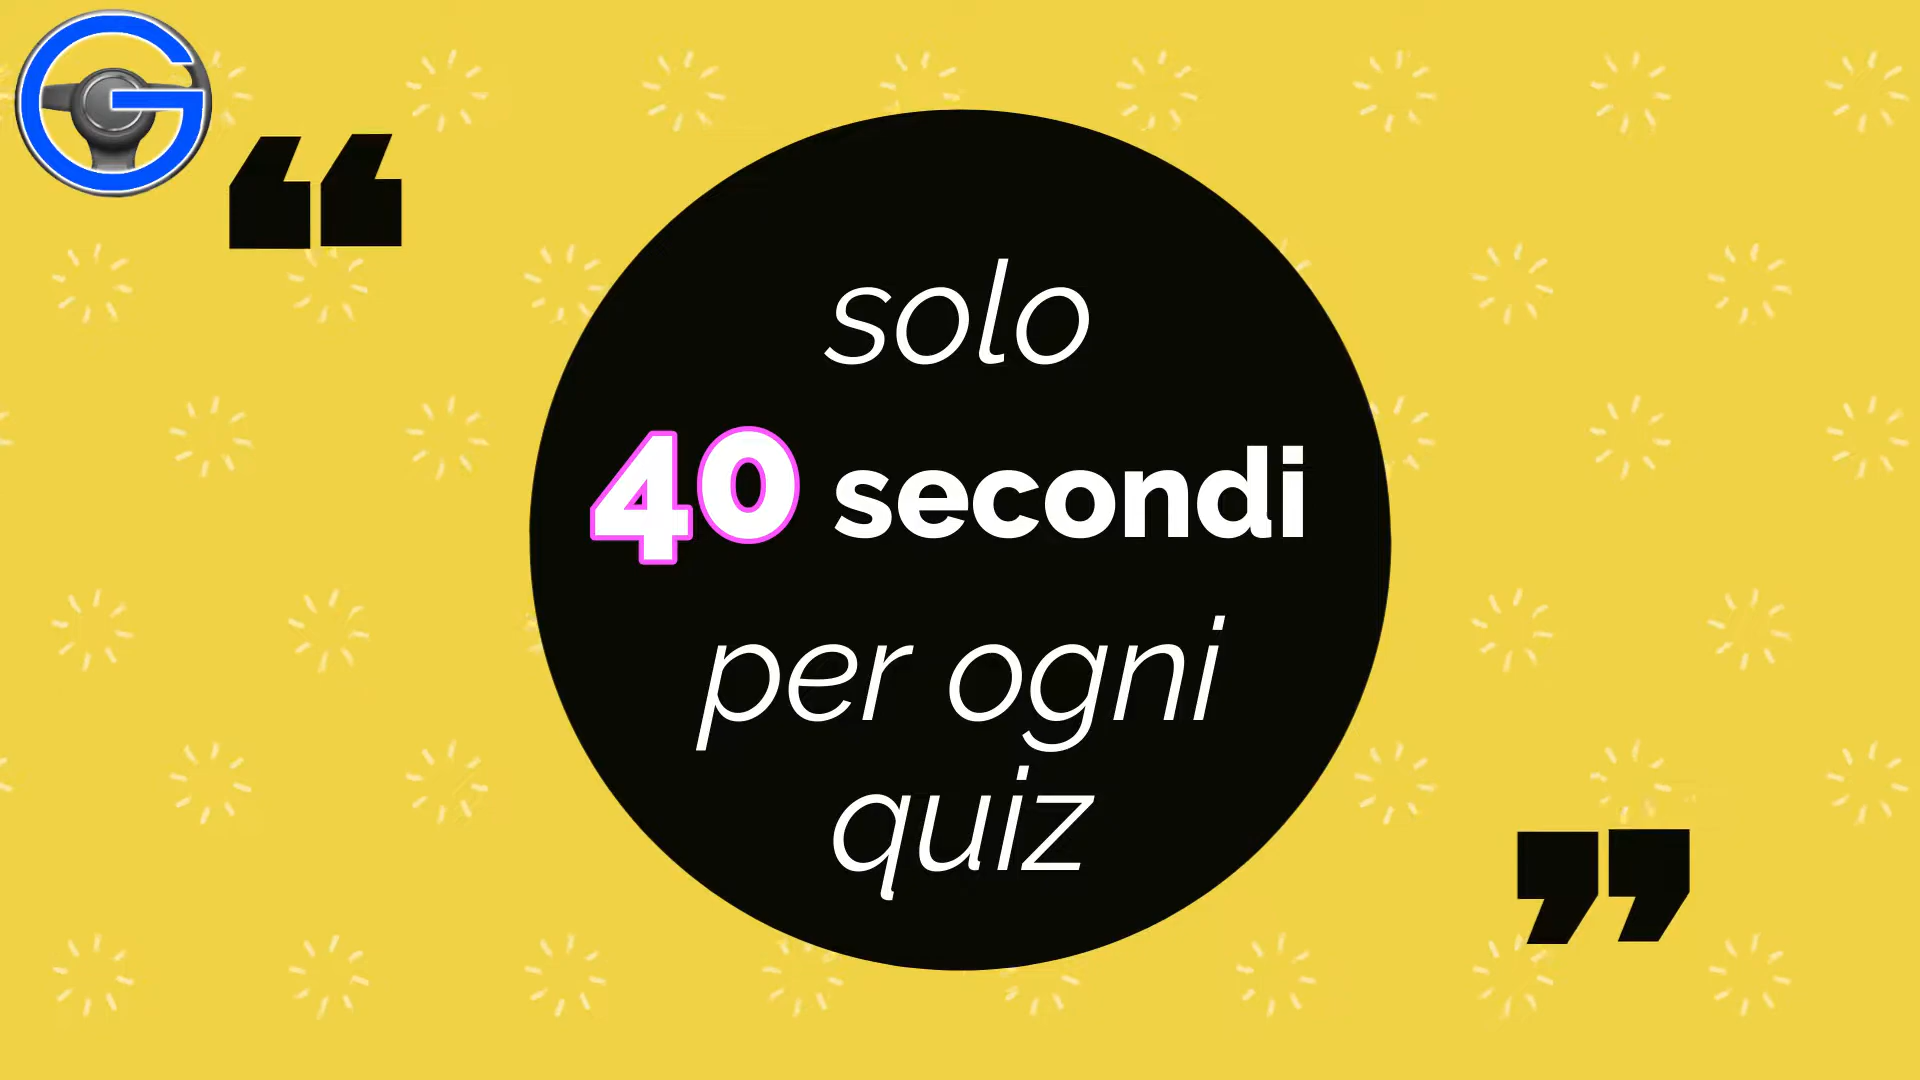 G
“
solo
40 secondi
per ogni
quiz
”